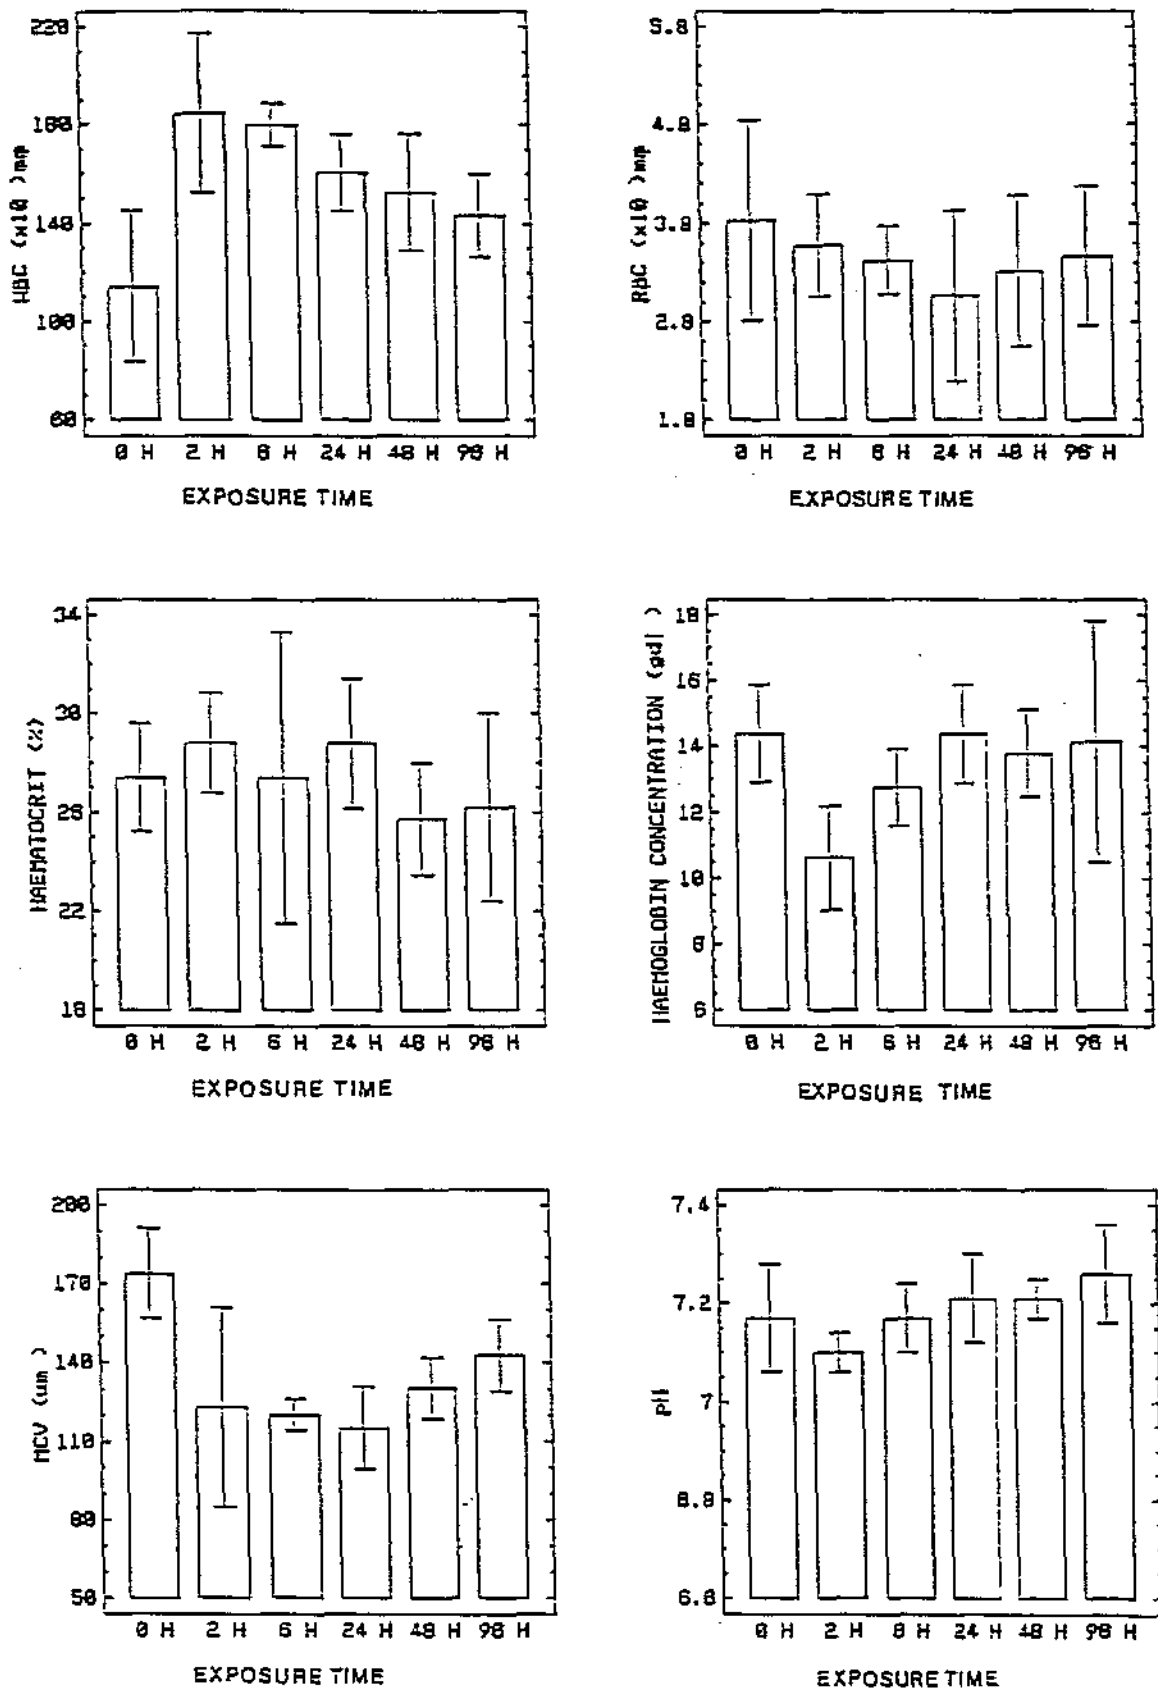 220
180
140
100
60
WBC (x10 )mm
0 H 2 H 6 H 24 H 48 H 96 H
EXPOSURE TIME
5.8
4.8
3.8
2.8
1.8
RBC (x10 )mm
0 H 2 H 6 H 24 H 48 H 96 H
EXPOSURE TIME
34
30
26
22
18
HAEMATOCRIT (%)
0 H 2 H 6 H 24 H 48 H 96 H
EXPOSURE TIME
18
16
14
12
10
8
6
HAEMOGLOBIN CONCENTRATION (gdl )
0 H 2 H 6 H 24 H 48 H 96 H
EXPOSURE TIME
200
170
140
110
80
50
MCV (um )
0 H 2 H 6 H 24 H 48 H 96 H
EXPOSURE TIME
7.4
7.2
7
6.8
6.6
pH
0 H 2 H 6 H 24 H 48 H 96 H
EXPOSURE TIME